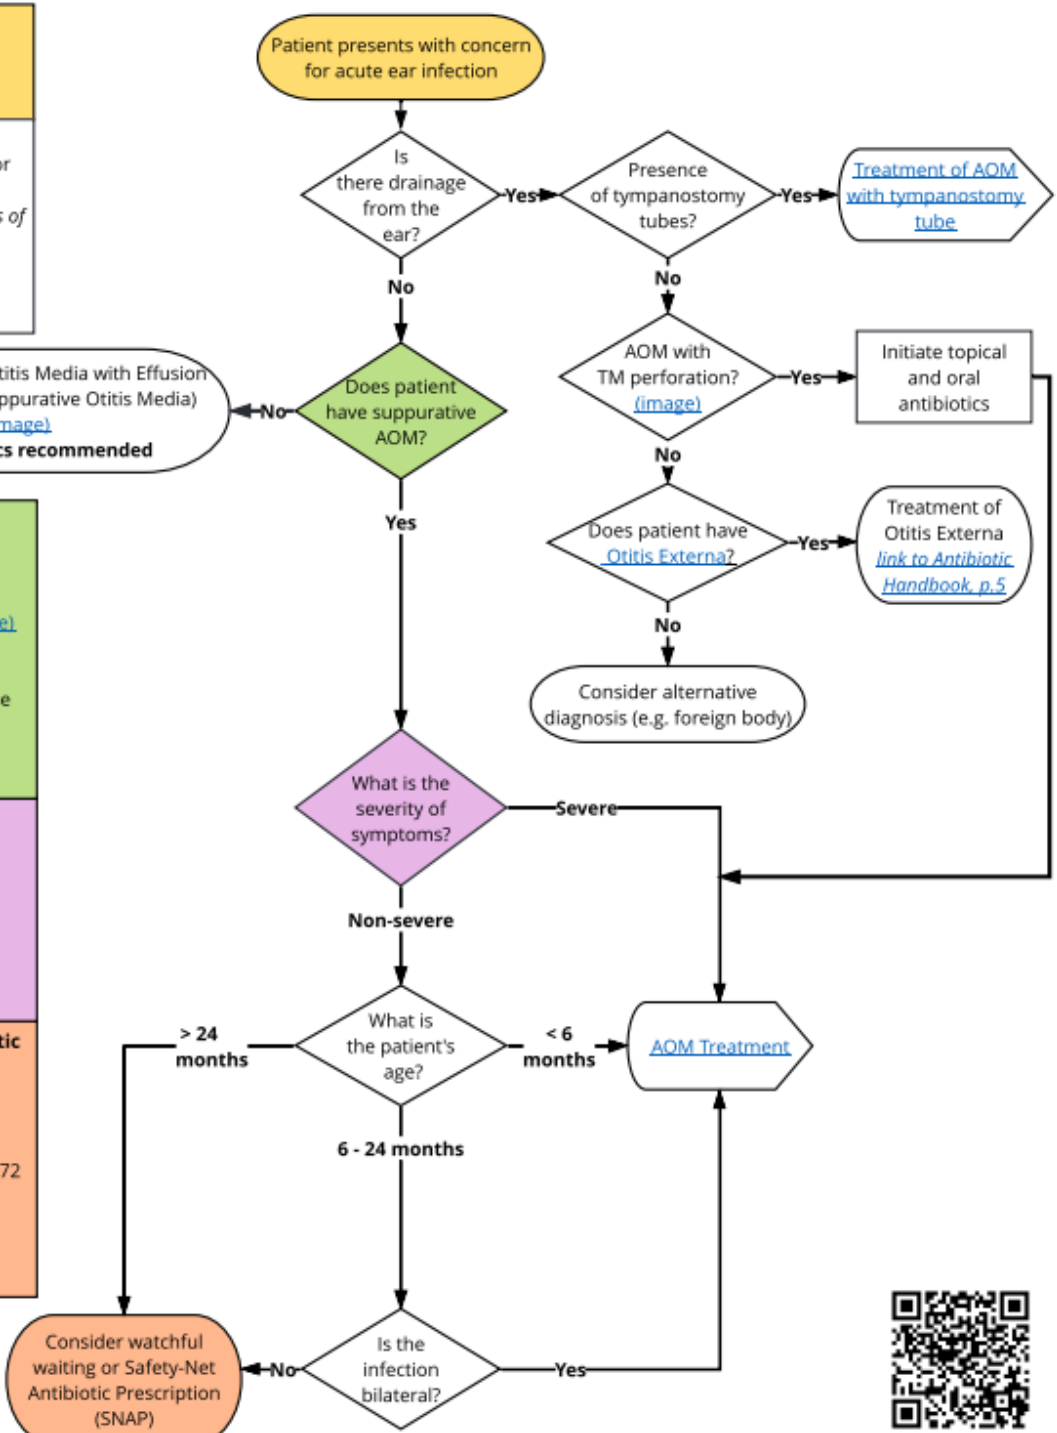 Patient presents with concern
for acute ear infection
Is
there drainage
from the
ear?
Yes
Presence
of tympanostomy
tubes?
Yes
Treatment of AOM
with tympanostomy
tube
or
s of
No
No
AOM with
TM perforation?
(image)
Yes
Initiate topical
and oral
antibiotics
Does patient
have suppurative
AOM?
No
titis Media with Effusion
ppurative Otitis Media)
mage)
cs recommended
No
Does patient have
Otitis Externa?
Yes
Treatment of
Otitis Externa
link to Antibiotic
Handbook, p.5
Yes
No
Consider alternative
diagnosis (e.g. foreign body)
e)
e
What is the
severity of
symptoms?
Severe
Non-severe
What is
the patient's
age?
> 24
months
< 6
months
AOM Treatment
tic
72
6 - 24 months
Is the
infection
bilateral?
No
Yes
Consider watchful
waiting or Safety-Net
Antibiotic Prescription
(SNAP)